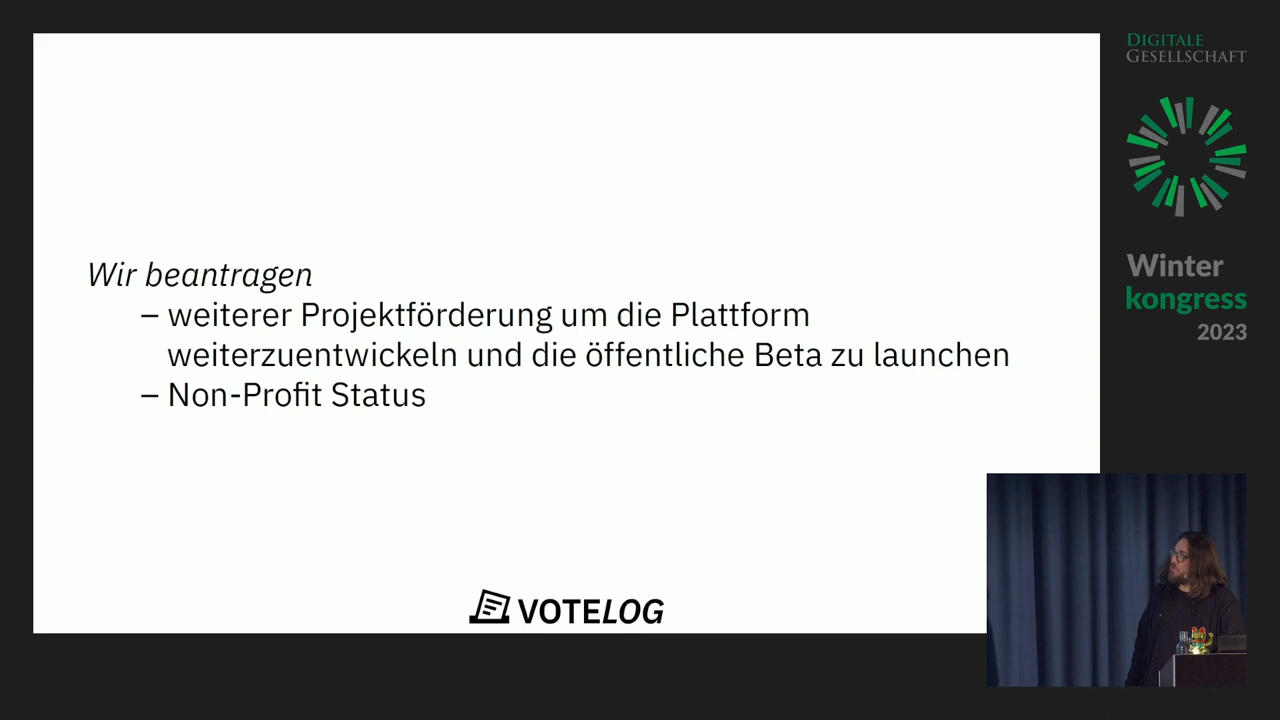 Wir beantragen
– weiterer Projektförderung um die Plattform
weiterzuentwickeln und die öffentliche Beta zu launchen
– Non-Profit Status
VOTELOG
DIGITALE
GESELLSCHAFT
Winter
kongress
2023